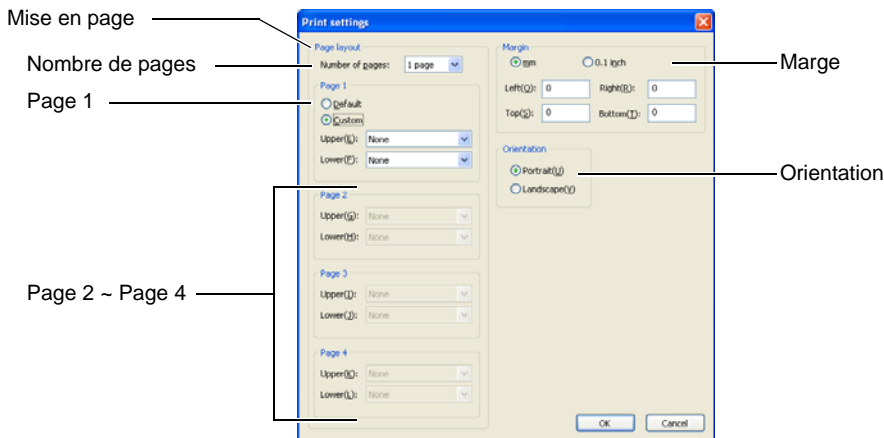 Mise en page
Nombre de pages
Page 1
Page 2 ~ Page 4
Print settings
Page layout
Number of pages: 1 page
Page 1
Default
Custom
Upper(E): None
Lower(F): None
Page 2
Upper(G): None
Lower(H): None
Page 3
Upper(I): None
Lower(J): None
Page 4
Upper(K): None
Lower(L): None
Margin
mm 0.1 inch
Left(Q): 0 Right(R): 0
Top(S): 0 Bottom(T): 0
Orientation
Portrait(U)
Landscape(V)
OK Cancel
Marge
Orientation